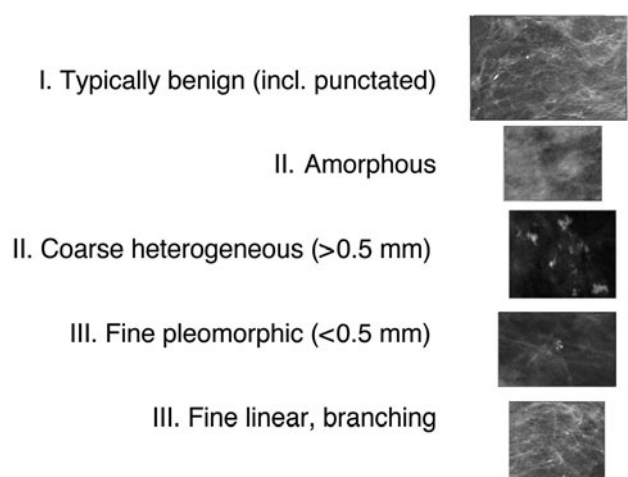 I. Typically benign (incl. punctated)
II. Amorphous
II. Coarse heterogeneous (>0.5 mm)
III. Fine pleomorphic (<0.5 mm)
III. Fine linear, branching